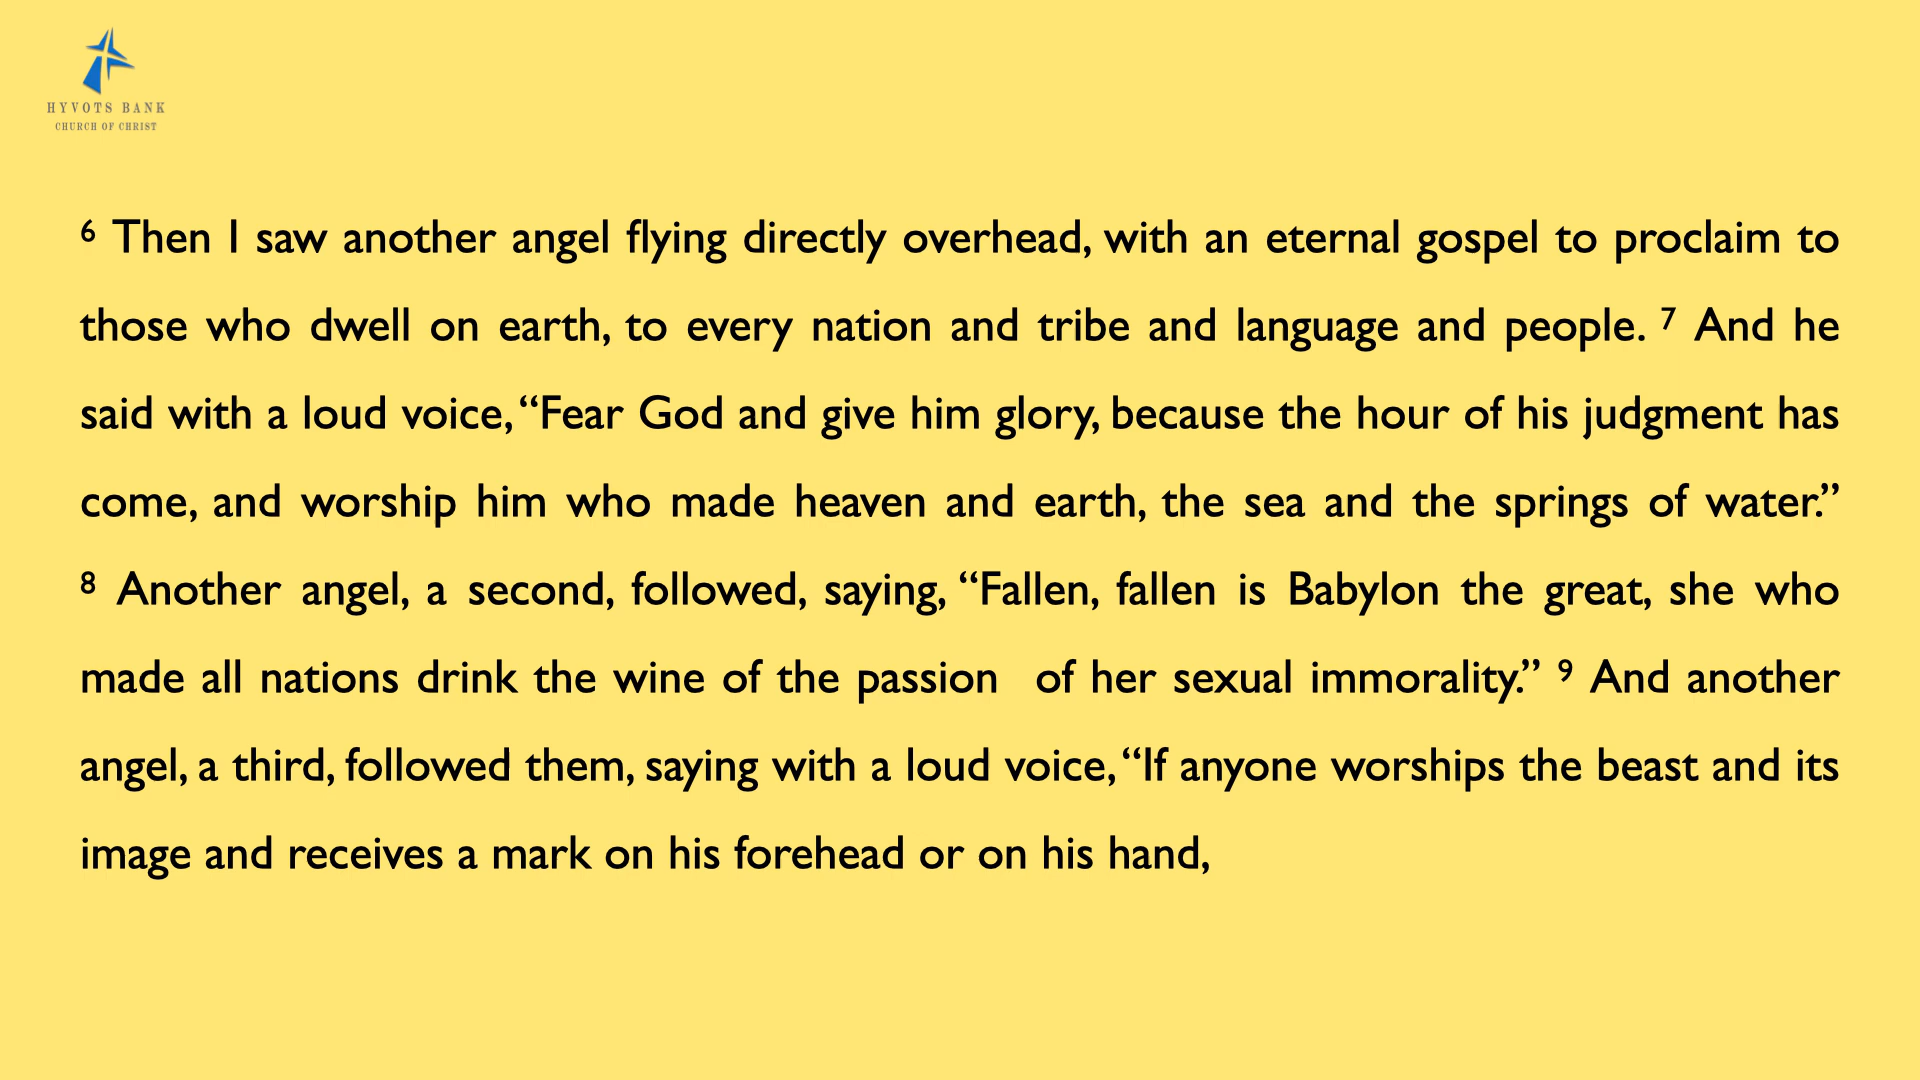 HYVOTS BANK
CHURCH OF CHRIST
⁶ Then I saw another angel flying directly overhead, with an eternal gospel to proclaim to
those who dwell on earth, to every nation and tribe and language and people. ⁷ And he
said with a loud voice, “Fear God and give him glory, because the hour of his judgment has
come, and worship him who made heaven and earth, the sea and the springs of water.”
⁸ Another angel, a second, followed, saying, “Fallen, fallen is Babylon the great, she who
made all nations drink the wine of the passion  of her sexual immorality.” ⁹ And another
angel, a third, followed them, saying with a loud voice, “If anyone worships the beast and its
image and receives a mark on his forehead or on his hand,